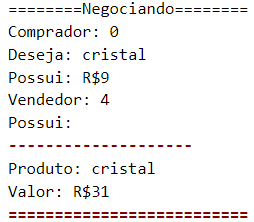 ========Negociando========
Comprador: 0
Deseja: cristal
Possui: R$9
Vendedor: 4
Possui:
--------------------
Produto: cristal
Valor: R$31
==========================